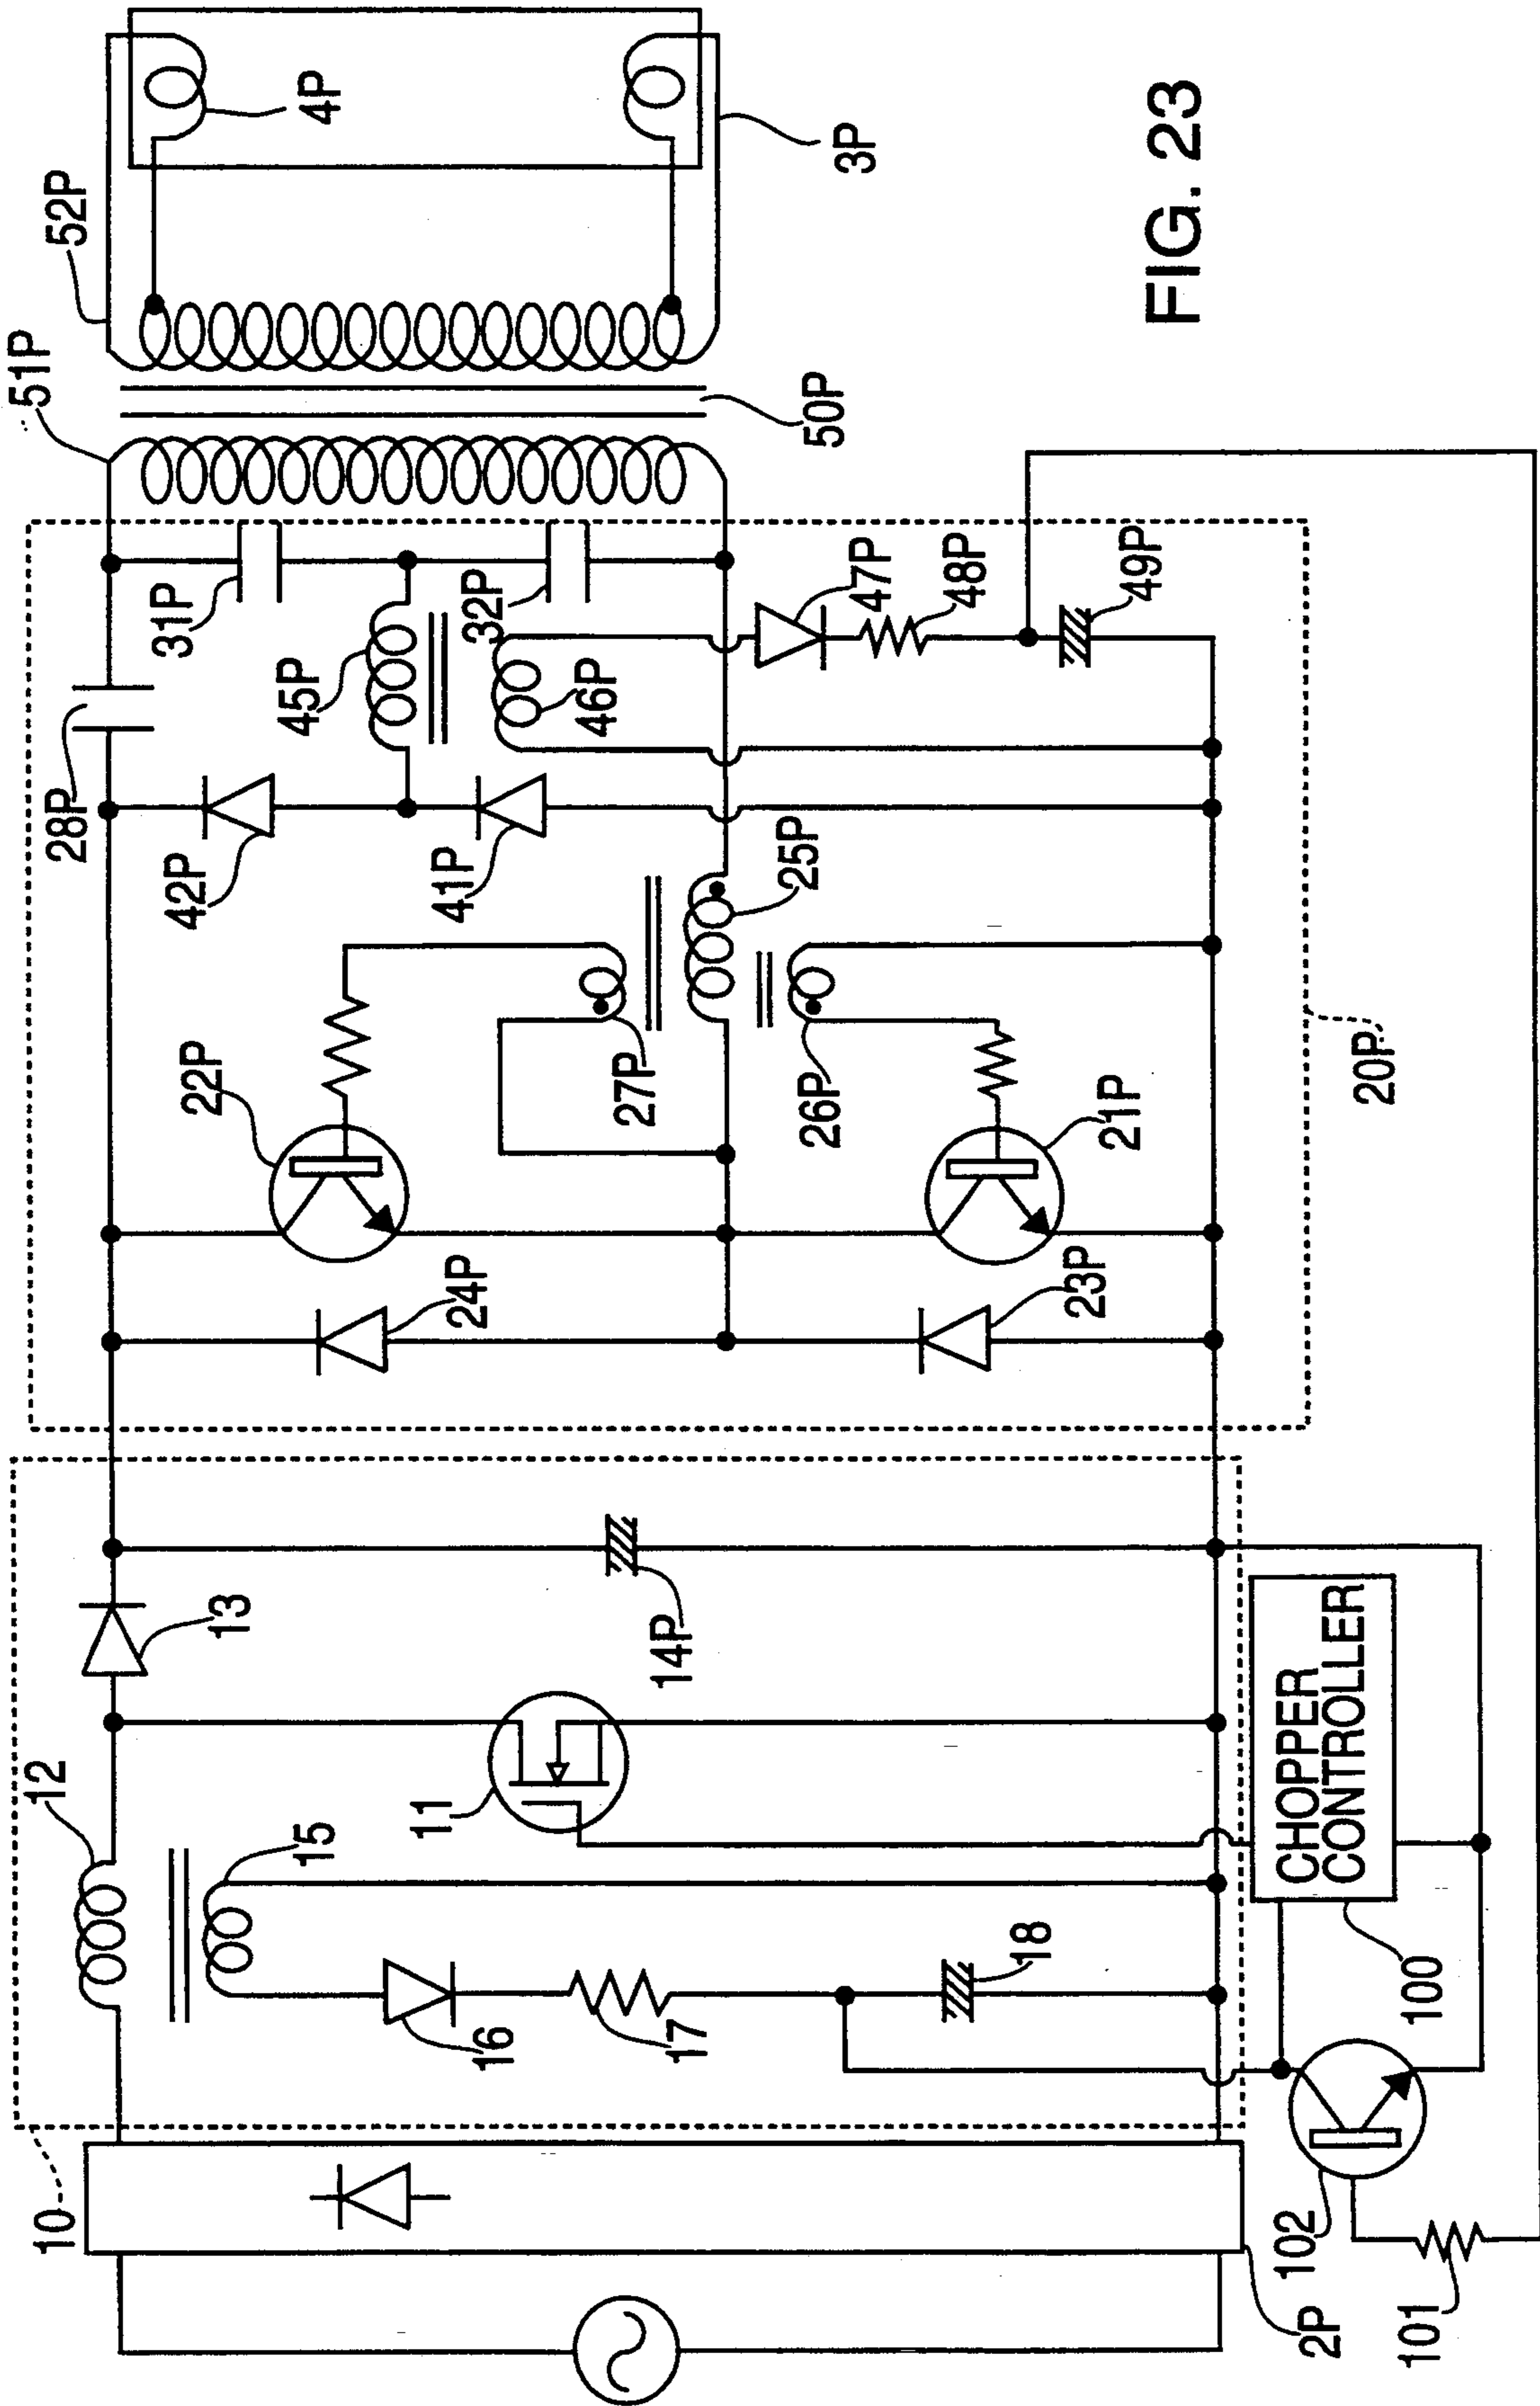 52P
4P
3P
51P
50P
31P
32P
45P
46P
47P
48P
49P
28P
42P
41P
25P
22P
27P
26P
21P
20P
24P
23P
13
14P
12
15
11
16
17
18
CHOPPER
CONTROLLER
100
10
102
101
2P
FIG. 23